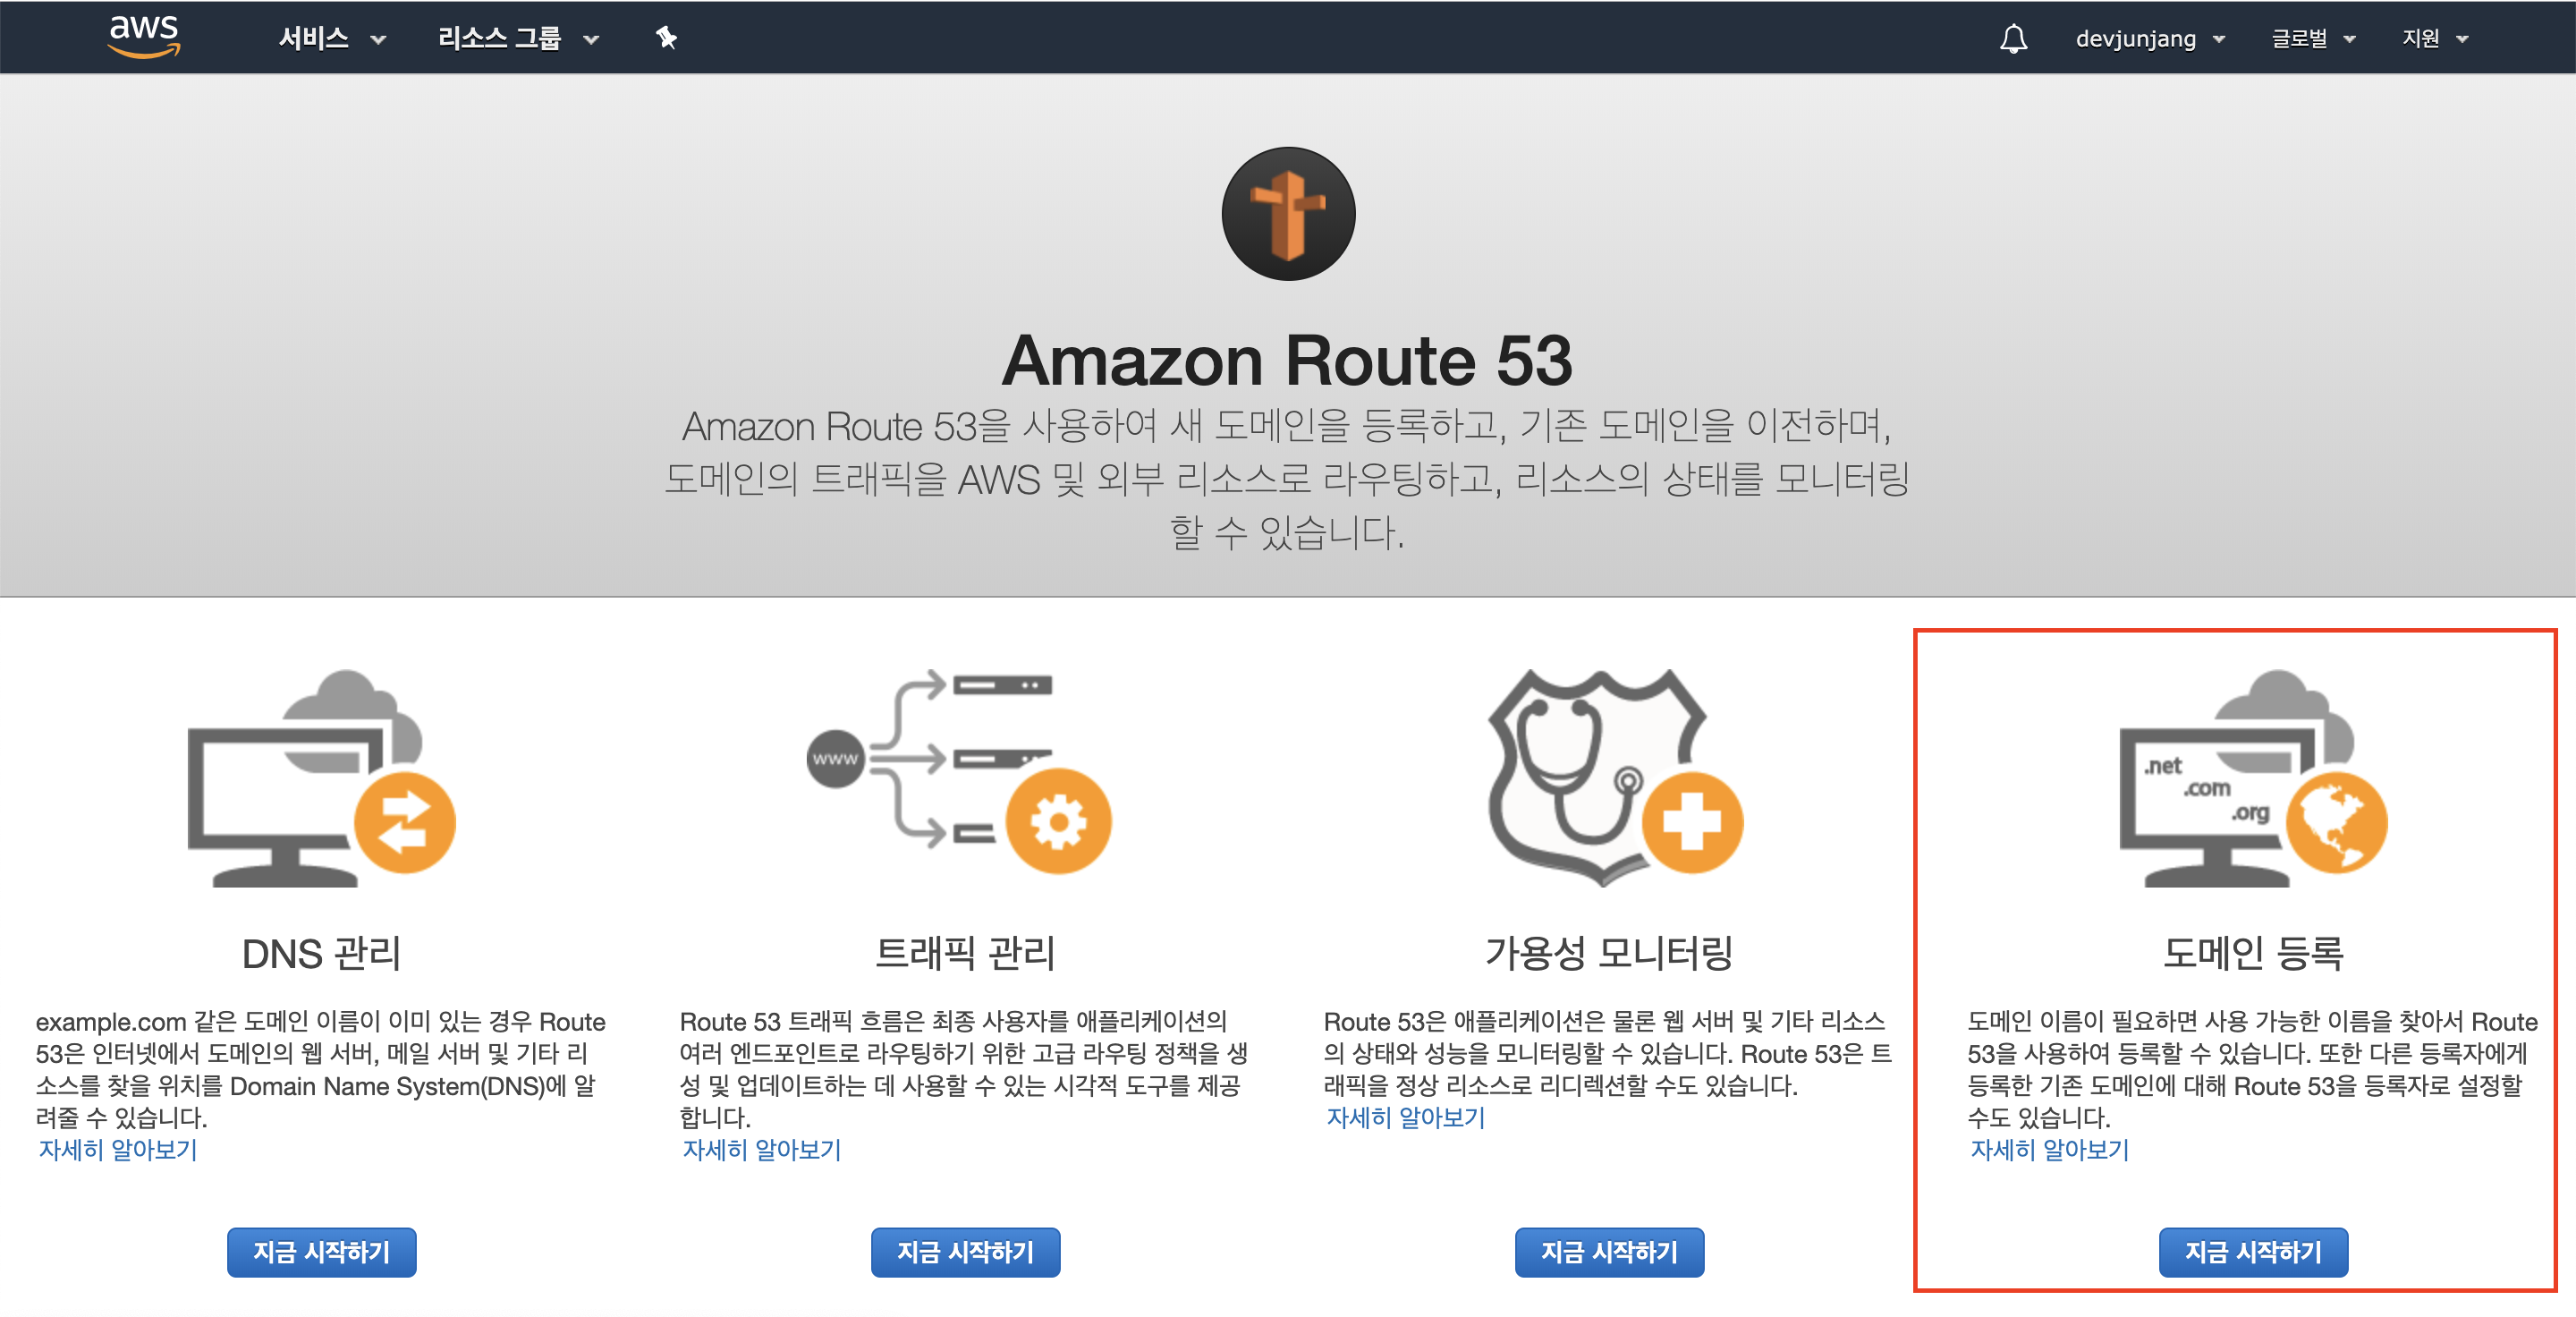 aws
서비스
리소스 그룹
devjunjang
글로벌
지원
Amazon Route 53
Amazon Route 53을 사용하여 새 도메인을 등록하고, 기존 도메인을 이전하며,
도메인의 트래픽을 AWS 및 외부 리소스로 라우팅하고, 리소스의 상태를 모니터링
할 수 있습니다.
DNS 관리
example.com 같은 도메인 이름이 이미 있는 경우 Route
53은 인터넷에서 도메인의 웹 서버, 메일 서버 및 기타 리
소스를 찾을 위치를 Domain Name System(DNS)에 알
려줄 수 있습니다.
자세히 알아보기
지금 시작하기
www
트래픽 관리
Route 53 트래픽 흐름은 최종 사용자를 애플리케이션의
여러 엔드포인트로 라우팅하기 위한 고급 라우팅 정책을 생
성 및 업데이트하는 데 사용할 수 있는 시각적 도구를 제공
합니다.
자세히 알아보기
지금 시작하기
가용성 모니터링
Route 53은 애플리케이션은 물론 웹 서버 및 기타 리소스
의 상태와 성능을 모니터링할 수 있습니다. Route 53은 트
래픽을 정상 리소스로 리디렉션할 수도 있습니다.
자세히 알아보기
지금 시작하기
.net
.com
.org
도메인 등록
도메인 이름이 필요하면 사용 가능한 이름을 찾아서 Route
53을 사용하여 등록할 수 있습니다. 또한 다른 등록자에게
등록한 기존 도메인에 대해 Route 53을 등록자로 설정할
수도 있습니다.
자세히 알아보기
지금 시작하기